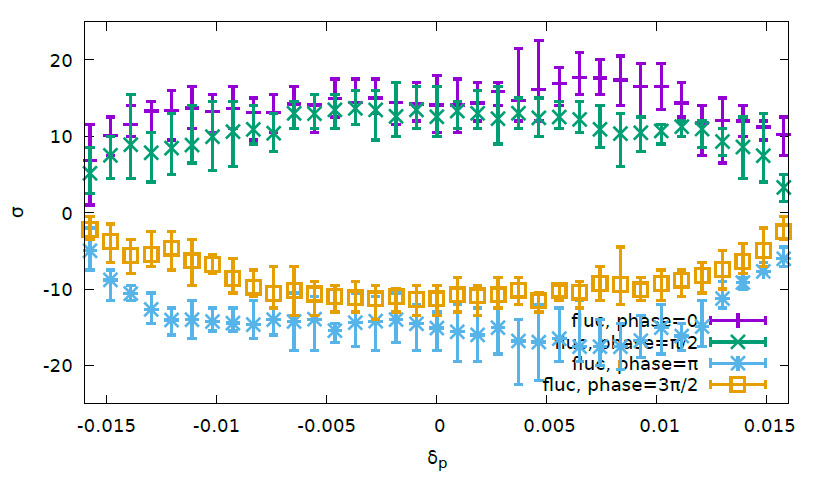 20
10
0
-10
-20
σ
fluc, phase=0
fluc, phase=π/2
fluc, phase=π
fluc, phase=3π/2
-0.015
-0.01
-0.005
0
0.005
0.01
0.015
δp